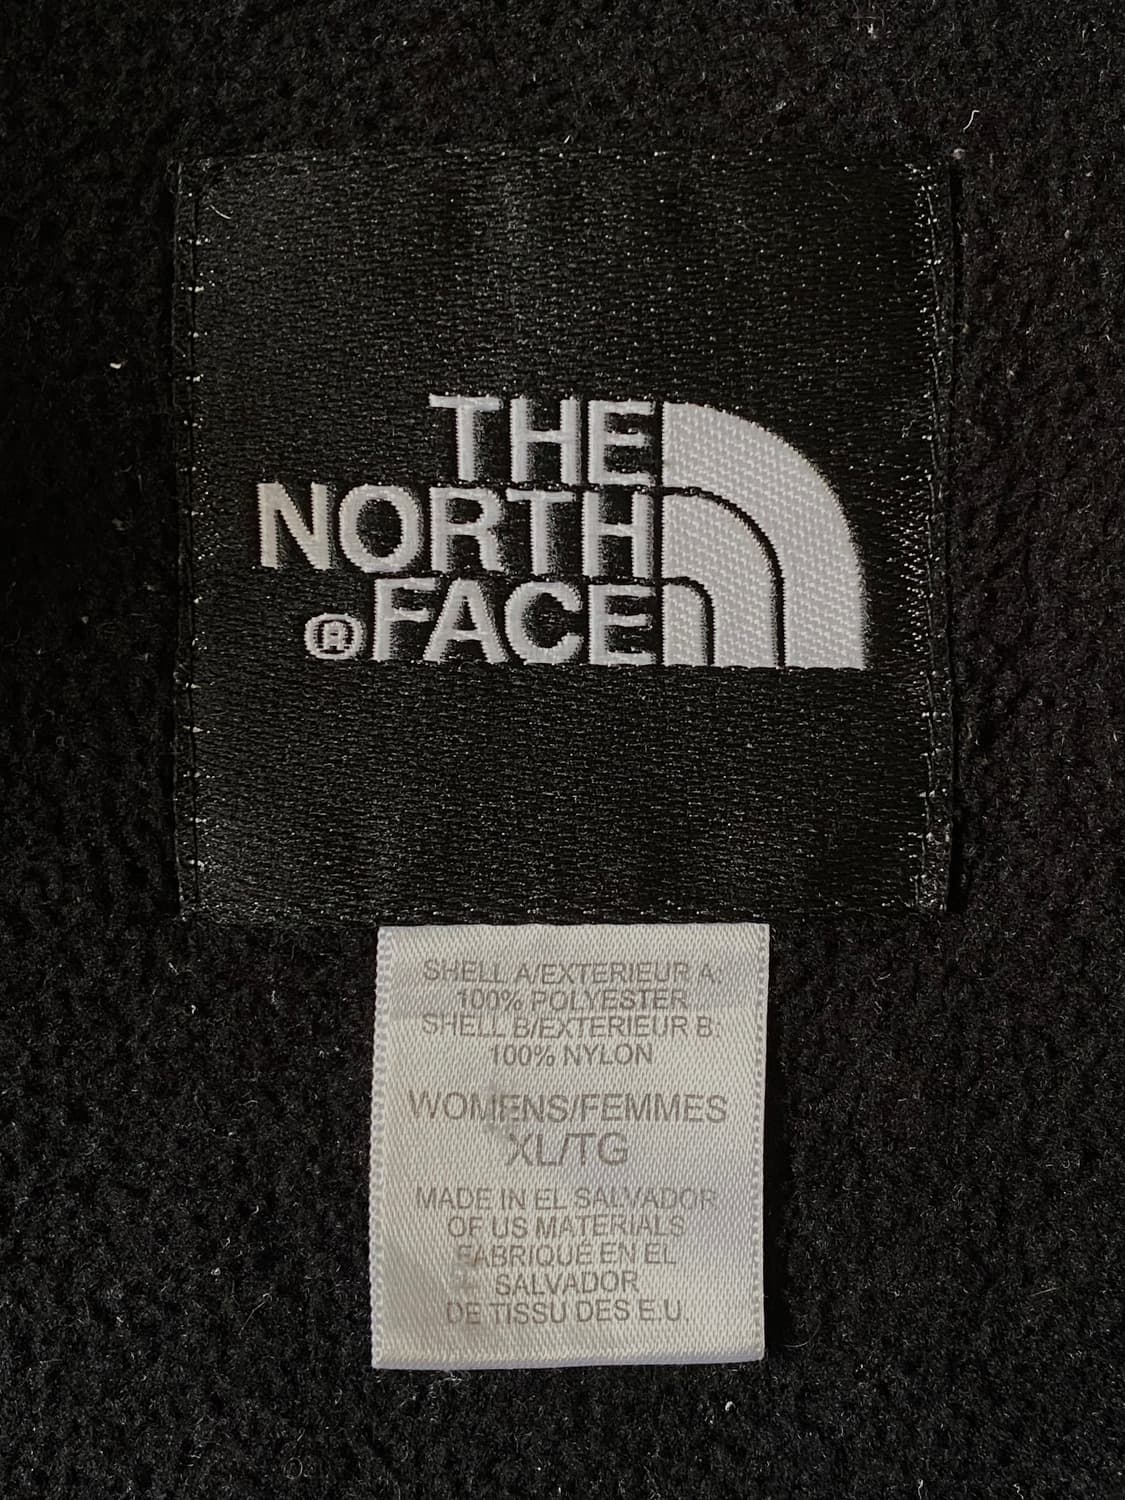 THE
NORTH
®FACE
SHELL A/EXTERIEUR A:
100% POLYESTER
SHELL B/EXTERIEUR B:
100% NYLON
WOMENS/FEMMES
XL/TG
MADE IN EL SALVADOR
OF US MATERIALS
FABRIQUÉ EN EL
SALVADOR
DE TISSU DES E.U.